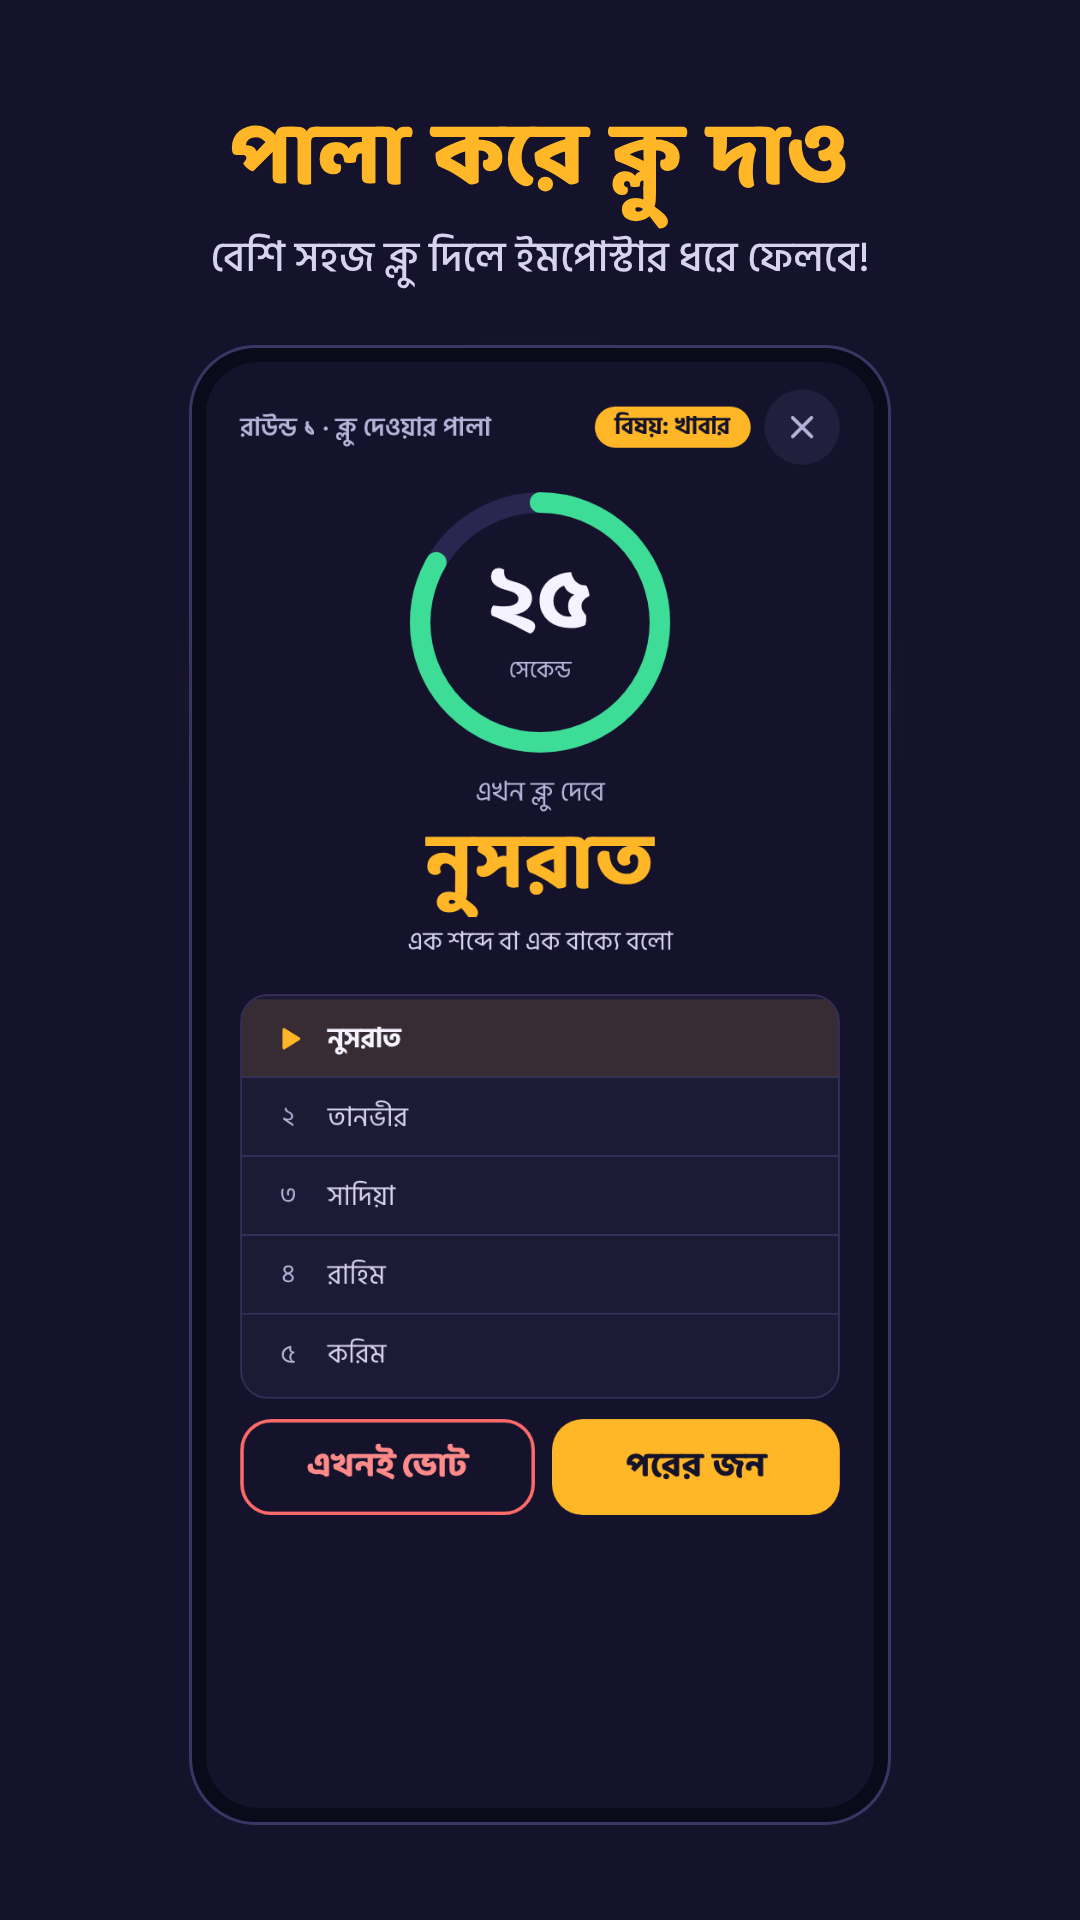 পালা করে ক্লু দাও
বেশি সহজ ক্লু দিলে ইমপোস্টার ধরে ফেলবে!
রাউন্ড ১ · ক্লু দেওয়ার পালা
বিষয়: খাবার
২৫
সেকেন্ড
এখন ক্লু দেবে
নুসরাত
এক শব্দে বা এক বাক্যে বলো
নুসরাত
২ তানভীর
৩ সাদিয়া
৪ রাহিম
৫ করিম
এখনই ভোট
পরের জন